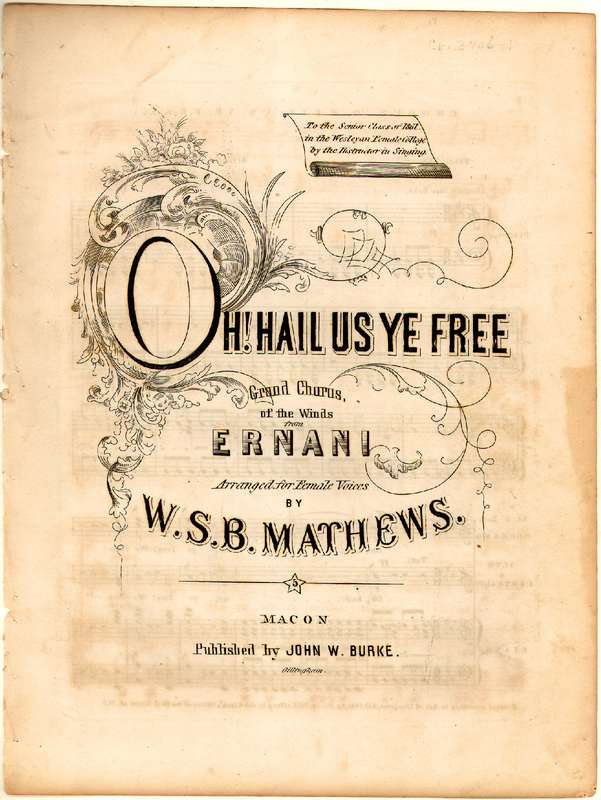 To the Senior Class of 1861.
in the Wesleyan Female College
by the Instructor in Singing.
OH! HAIL US YE FREE
Grand Chorus,
of the Winds
from
ERNANI
Arranged for Female Voices
BY
W.S.B. MATHEWS.
5
MACON
Published by JOHN W. BURKE.
Dillingham.